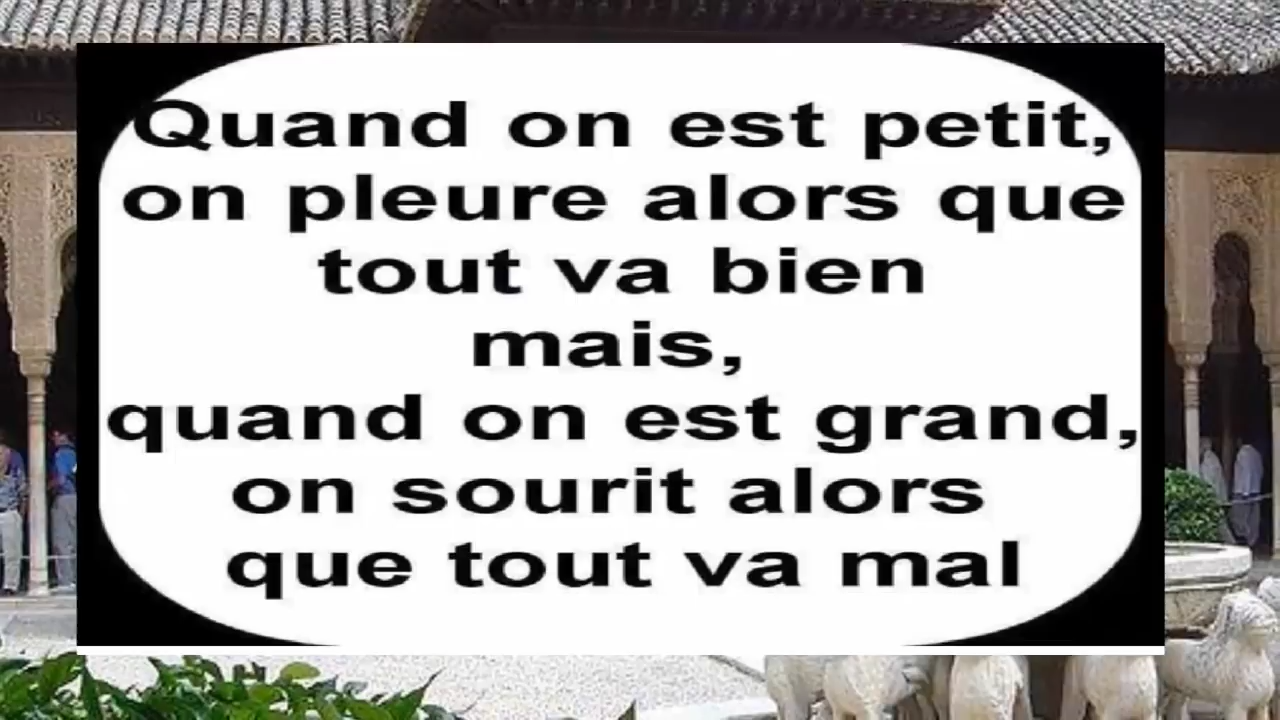 Quand on est petit,
on pleure alors que
tout va bien
mais,
quand on est grand,
on sourit alors
que tout va mal